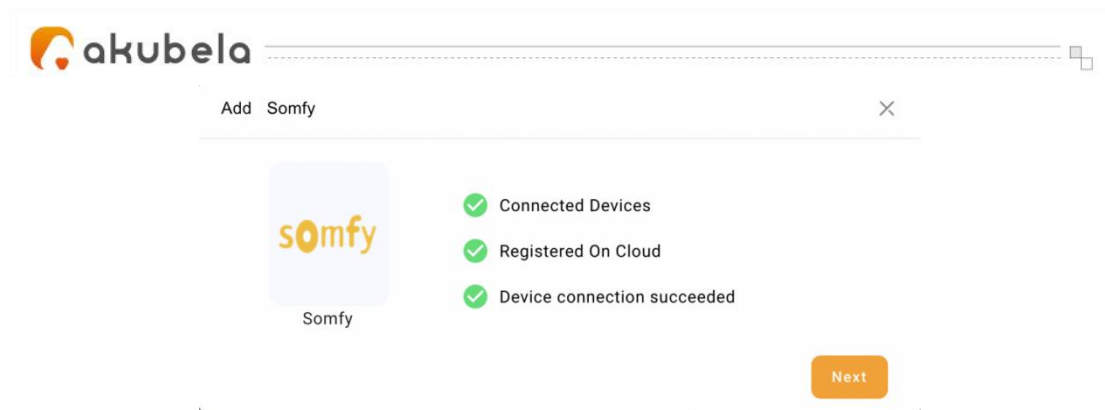 akubela
Add Somfy
somfy
Connected Devices
Registered On Cloud
Device connection succeeded
Somfy
Next